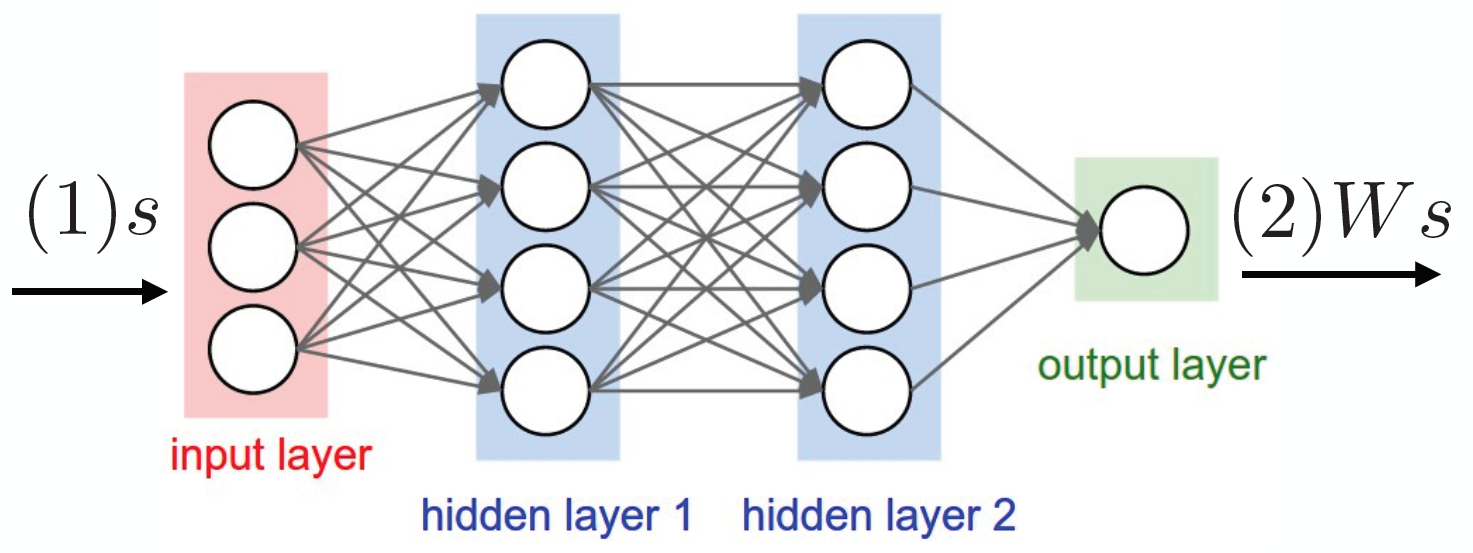 (1)s
(2)Ws
output layer
input layer
hidden layer 1
hidden layer 2